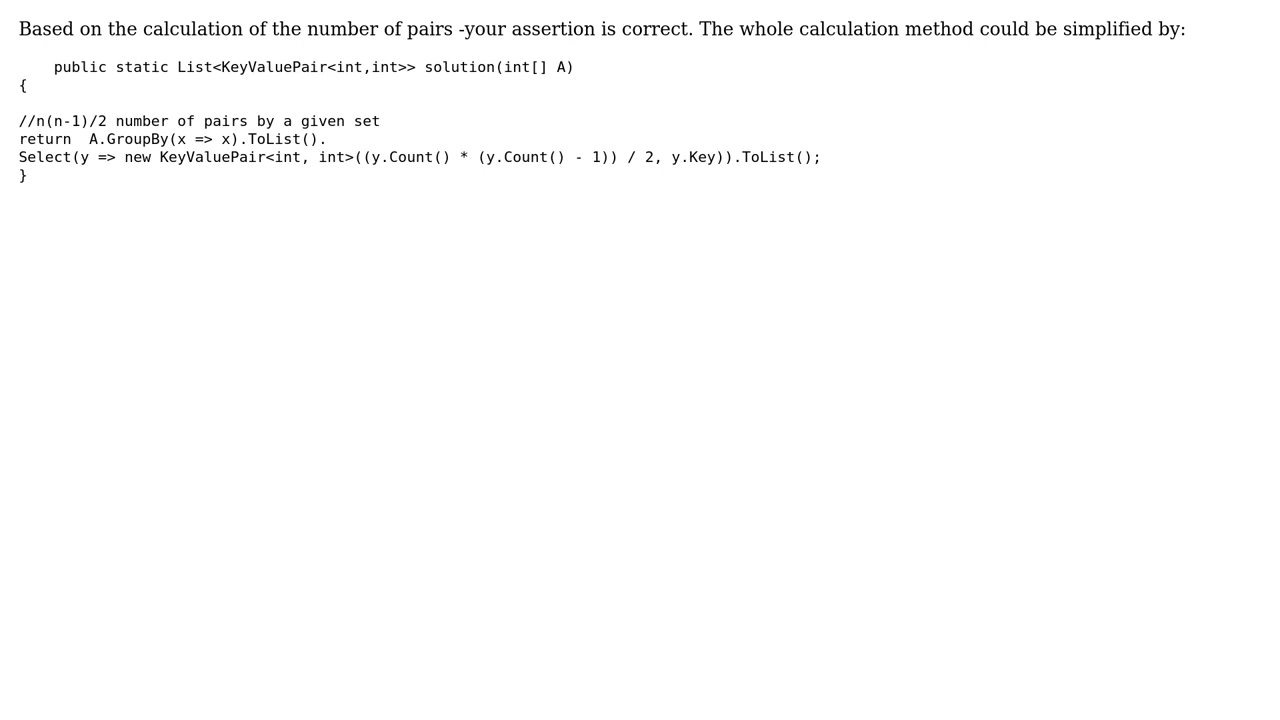 Based on the calculation of the number of pairs -your assertion is correct. The whole calculation method could be simplified by:
    public static List<KeyValuePair<int,int>> solution(int[] A)
{
//n(n-1)/2 number of pairs by a given set
return  A.GroupBy(x => x).ToList().
Select(y => new KeyValuePair<int, int>((y.Count() * (y.Count() - 1)) / 2, y.Key)).ToList();
}